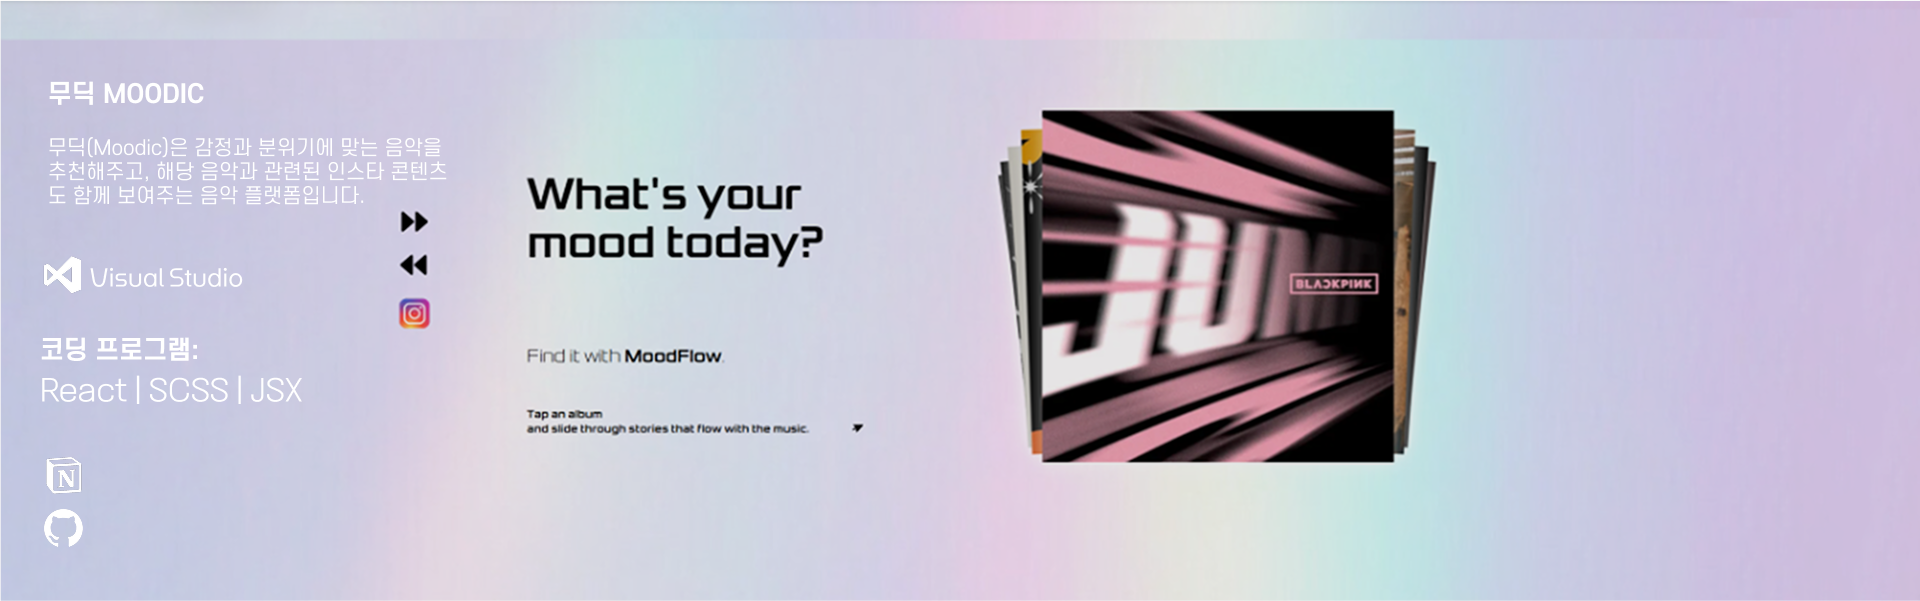 무딕 MOODIC
무딕(Moodic)은 감정과 분위기에 맞는 음악을
추천해주고, 해당 음악과 관련된 인스타 콘텐츠
도 함께 보여주는 음악 플랫폼입니다.
Visual Studio
코딩 프로그램:
React | SCSS | JSX
N
What's your
mood today?
Find it with MoodFlow.
Tap an album
and slide through stories that flow with the music.
JUMP
BLACKPINK